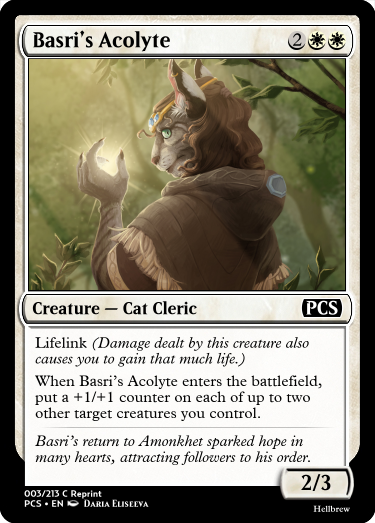 Basri's Acolyte 2
Creature — Cat Cleric PCS
Lifelink (Damage dealt by this creature also
causes you to gain that much life.)
When Basri's Acolyte enters the battlefield,
put a +1/+1 counter on each of up to two
other target creatures you control.
Basri's return to Amonkhet sparked hope in
many hearts, attracting followers to his order.
2/3
003/213 C Reprint
PCS • EN Daria Eliseeva
Hellbrew